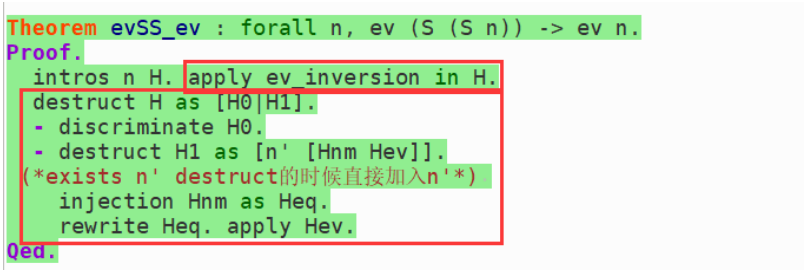 Theorem evSS_ev : forall n, ev (S (S n)) -> ev n.
Proof.
  intros n H. apply ev_inversion in H.
  destruct H as [H0|H1].
  - discriminate H0.
  - destruct H1 as [n' [Hnm Hev]].
 (*exists n' destruct的时候直接加入n'*)
    injection Hnm as Heq.
    rewrite Heq. apply Hev.
Qed.